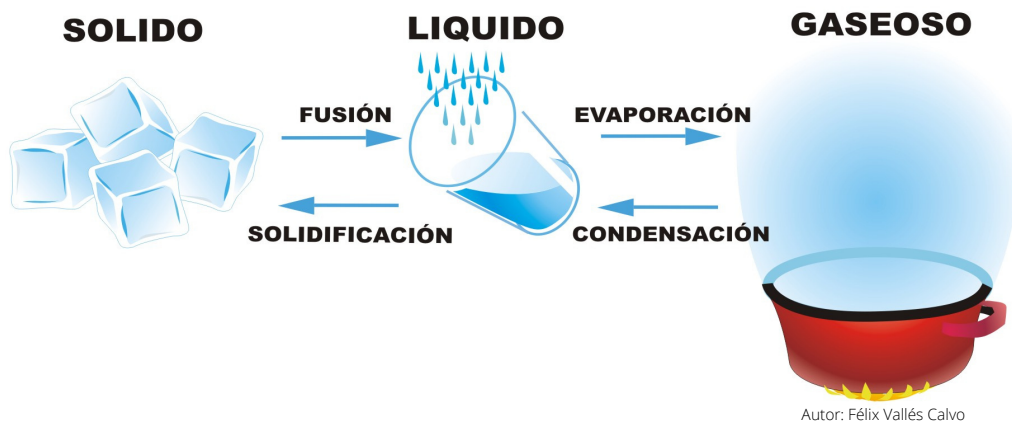 SOLIDO
LIQUIDO
GASEOSO
FUSIÓN
EVAPORACIÓN
SOLIDIFICACIÓN
CONDENSACIÓN
Autor: Félix Vallés Calvo